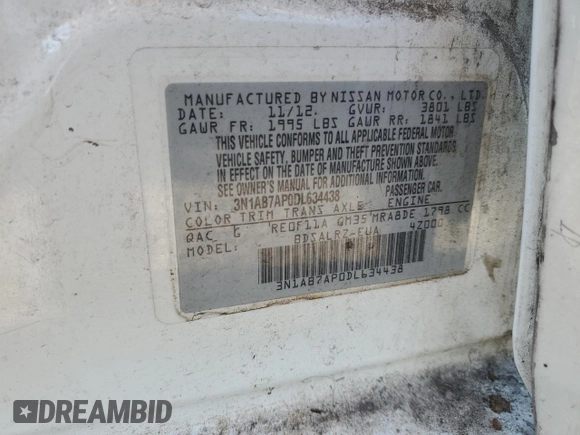 MANUFACTURED BY NISSAN MOTOR CO., LTD.
DATE: 11/12. GVUR: 3801 LBS
GAWR FR: 1995 LBS GAWR RR: 1841 LBS
THIS VEHICLE CONFORMS TO ALL APPLICABLE FEDERAL MOTOR
VEHICLE SAFETY, BUMPER AND THEFT PREVENTION STANDARDS
IN EFFECT ON THE DATE OF MANUFACTURE SHOWN ABOVE.
SEE OWNER'S MANUAL FOR ADDITIONAL INFORMATION.
VIN: 3N1AB7AP0DL634438 PASSENGER CAR.
COLOR TRIM TRANS AXLE ENGINE
QAC G RE0F11A GM35 MRA8DE 1798 CC
MODEL: BDSALRZ-EUA 4Z000
3N1AB7AP0DL634438
DREAMBID